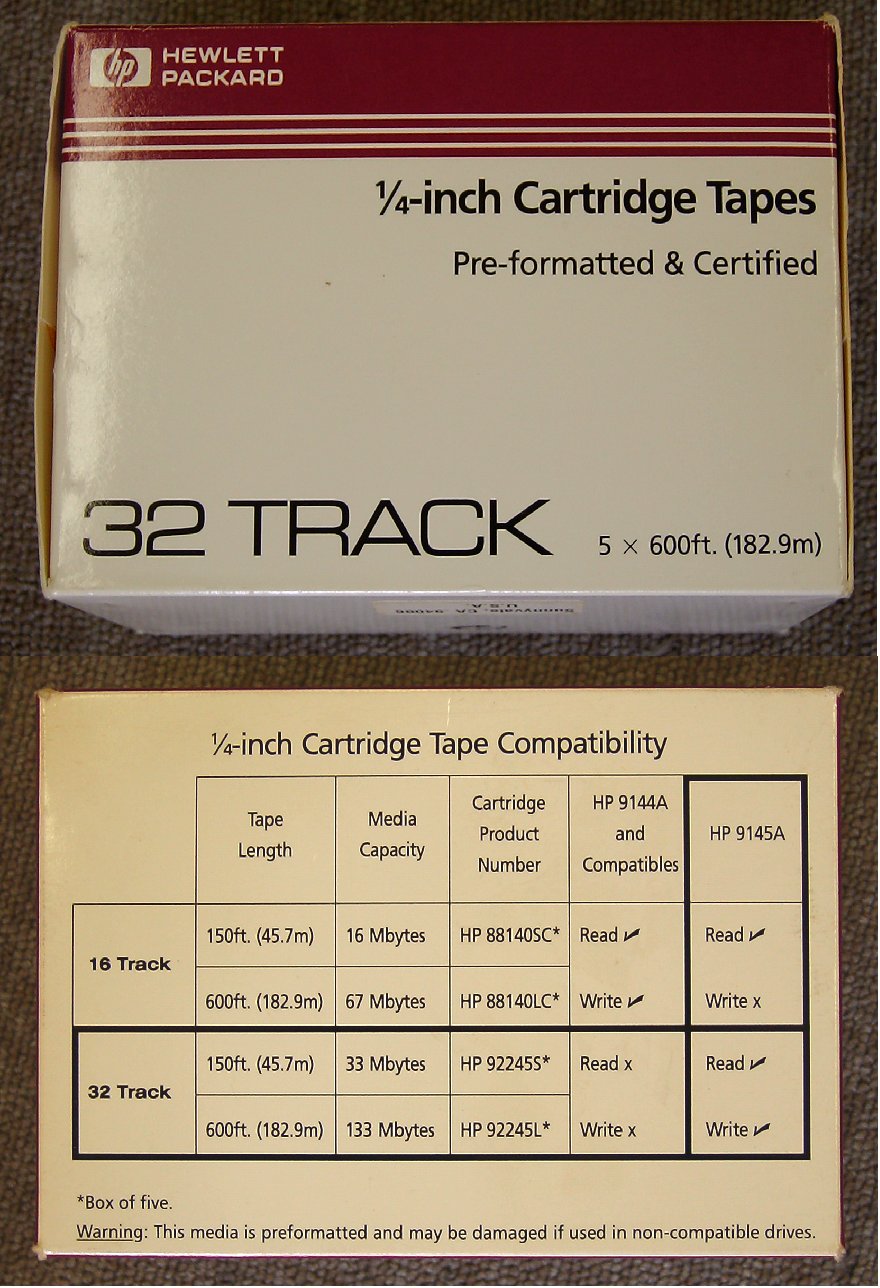 hp HEWLETT
PACKARD
¼-inch Cartridge Tapes
Pre-formatted & Certified
32 TRACK 5 × 600ft. (182.9m)
Sunnyvale, CA. 94086
U.S.A.
¼-inch Cartridge Tape Compatibility
Tape Length Media Capacity Cartridge Product Number HP 9144A and Compatibles HP 9145A
16 Track
150ft. (45.7m) 16 Mbytes HP 88140SC* Read ✓ Read ✓
600ft. (182.9m) 67 Mbytes HP 88140LC* Write ✓ Write x
32 Track
150ft. (45.7m) 33 Mbytes HP 92245S* Read x Read ✓
600ft. (182.9m) 133 Mbytes HP 92245L* Write x Write ✓
*Box of five.
Warning: This media is preformatted and may be damaged if used in non-compatible drives.